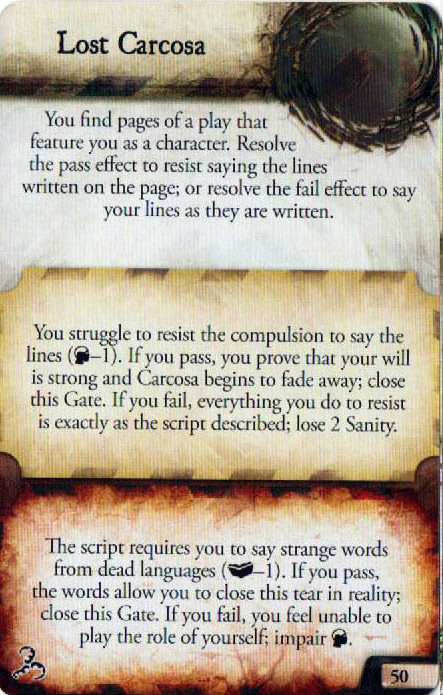 Lost Carcosa
You find pages of a play that
feature you as a character. Resolve
the pass effect to resist saying the lines
written on the page; or resolve the fail effect to say
your lines as they are written.
You struggle to resist the compulsion to say the
lines (–1). If you pass, you prove that your will
is strong and Carcosa begins to fade away; close
this Gate. If you fail, everything you do to resist
is exactly as the script described; lose 2 Sanity.
The script requires you to say strange words
from dead languages (–1). If you pass,
the words allow you to close this tear in reality;
close this Gate. If you fail, you feel unable to
play the role of yourself; impair .
50